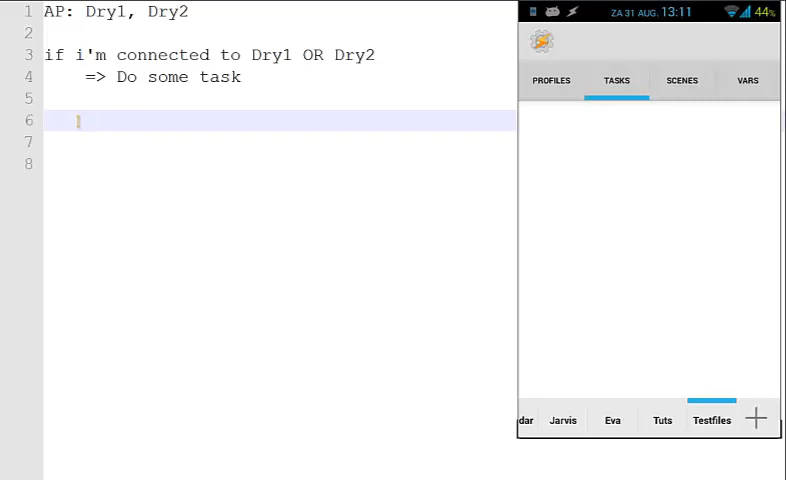 1 AP: Dry1, Dry2
2
3 if i'm connected to Dry1 OR Dry2
4 => Do some task
5
6
7
8
ZA 31 AUG. 13:11 44%
PROFILES TASKS SCENES VARS
dar Jarvis Eva Tuts Testfiles